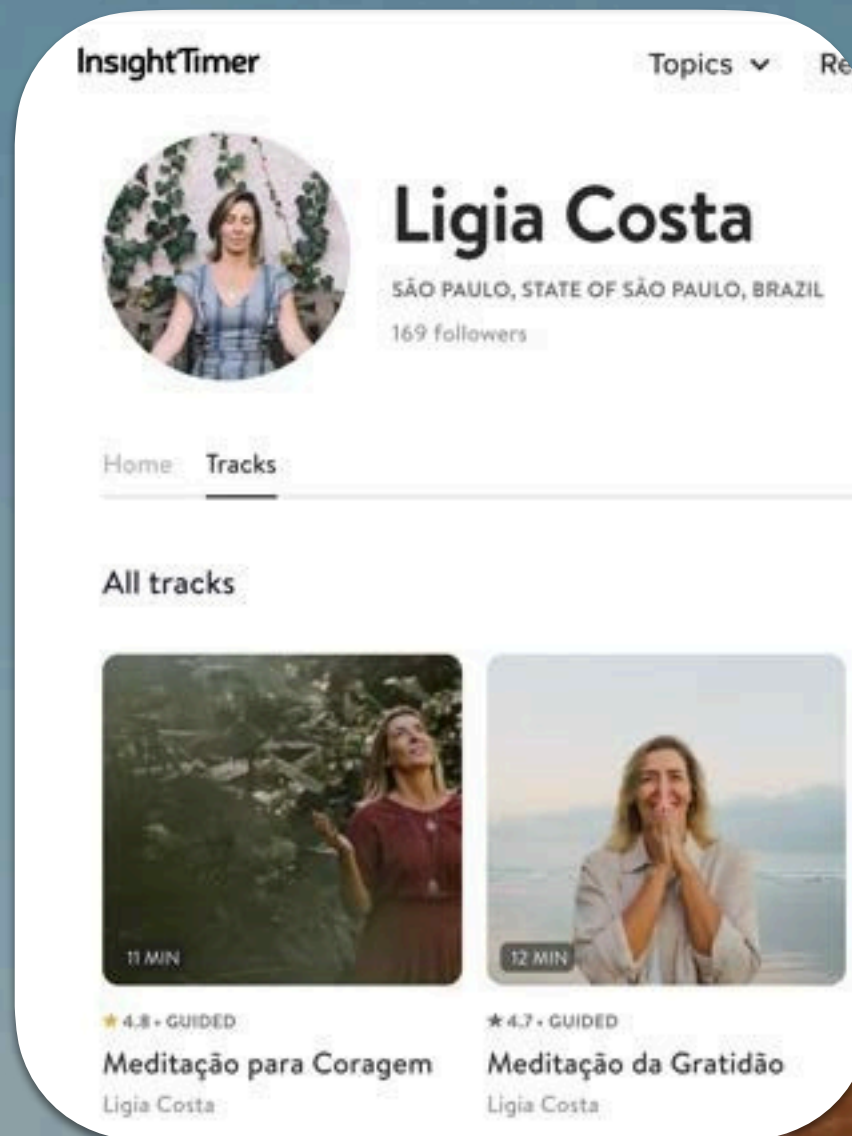 InsightTimer
Topics
Ligia Costa
SÃO PAULO, STATE OF SÃO PAULO, BRAZIL
169 followers
Home Tracks
All tracks
11 MIN
12 MIN
4.8 • GUIDED
4.7 • GUIDED
Meditação para Coragem
Meditação da Gratidão
Ligia Costa
Ligia Costa